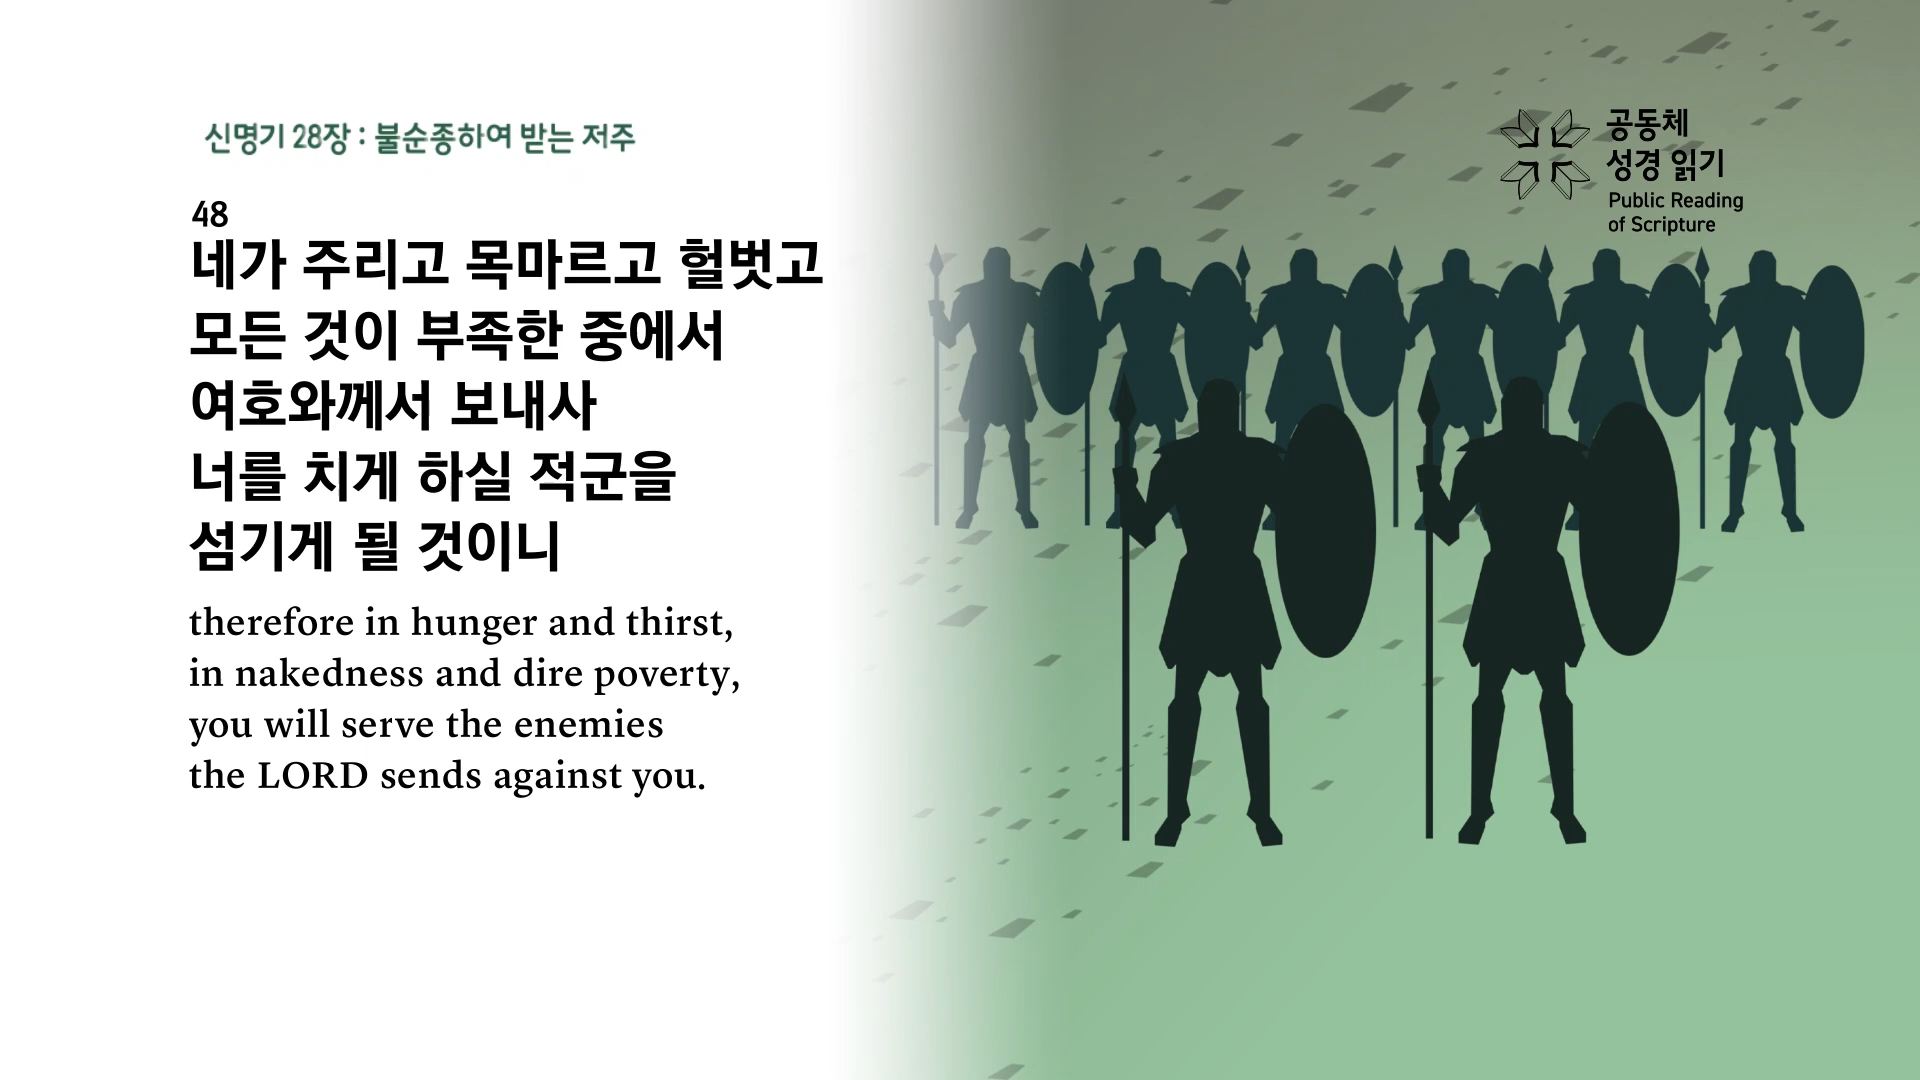 신명기 28장 : 불순종하여 받는 저주
48
네가 주리고 목마르고 헐벗고
모든 것이 부족한 중에서
여호와께서 보내사
너를 치게 하실 적군을
섬기게 될 것이니
therefore in hunger and thirst,
in nakedness and dire poverty,
you will serve the enemies
the LORD sends against you.
공동체
성경 읽기
Public Reading
of Scripture